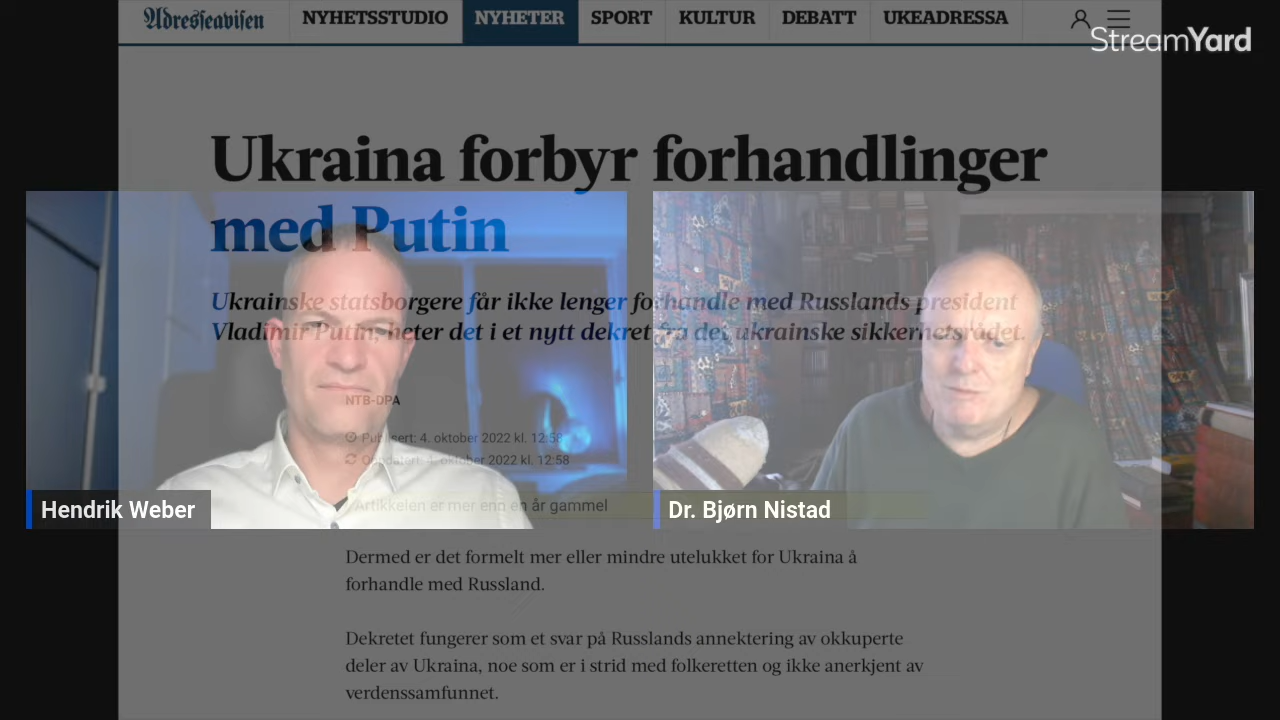 Adresseavisen NYHETSSTUDIO NYHETER SPORT KULTUR DEBATT UKEADRESSA
StreamYard
Ukraina forbyr forhandlinger
med Putin
Ukrainske statsborgere får ikke lenger forhandle med Russlands president
Vladimir Putin, heter det i et nytt dekret fra det ukrainske sikkerhetsrådet.
NTB-DPA
Publisert: 4. oktober 2022 kl. 12:58
Oppdatert: 4. oktober 2022 kl. 12:58
Artikkelen er mer enn en år gammel
Hendrik Weber
Dr. Bjørn Nistad
Dermed er det formelt mer eller mindre utelukket for Ukraina å
forhandle med Russland.
Dekretet fungerer som et svar på Russlands annektering av okkuperte
deler av Ukraina, noe som er i strid med folkeretten og ikke anerkjent av
verdenssamfunnet.